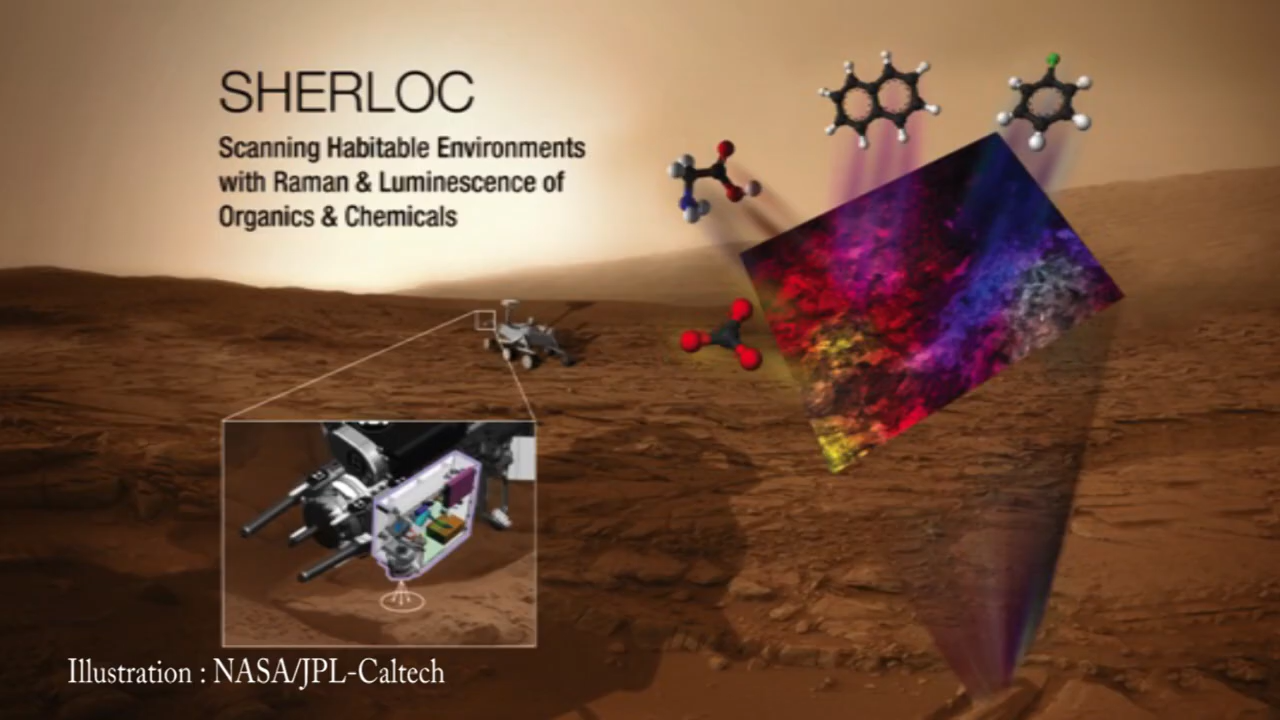 SHERLOC
Scanning Habitable Environments
with Raman & Luminescence of
Organics & Chemicals
Illustration : NASA/JPL-Caltech